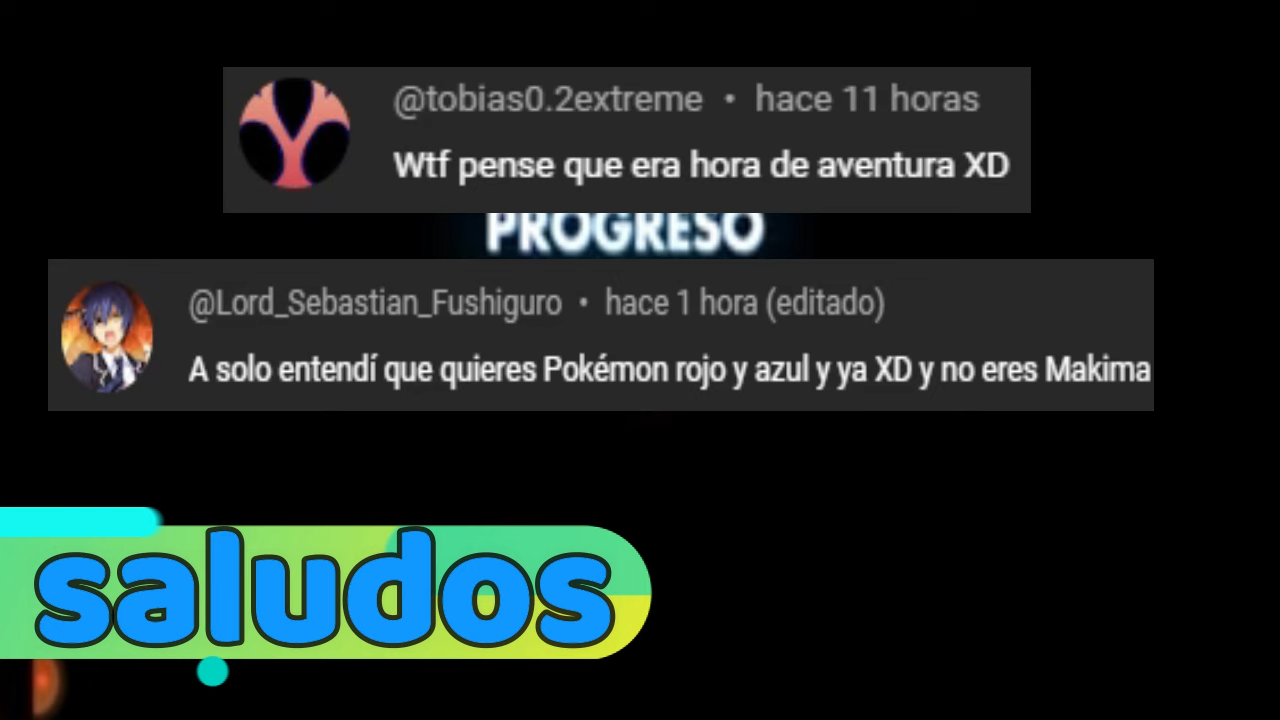 @tobias0.2extreme • hace 11 horas
Wtf pense que era hora de aventura XD
PROGRESO
@Lord_Sebastian_Fushiguro • hace 1 hora (editado)
A solo entendí que quieres Pokémon rojo y azul y ya XD y no eres Makima
saludos